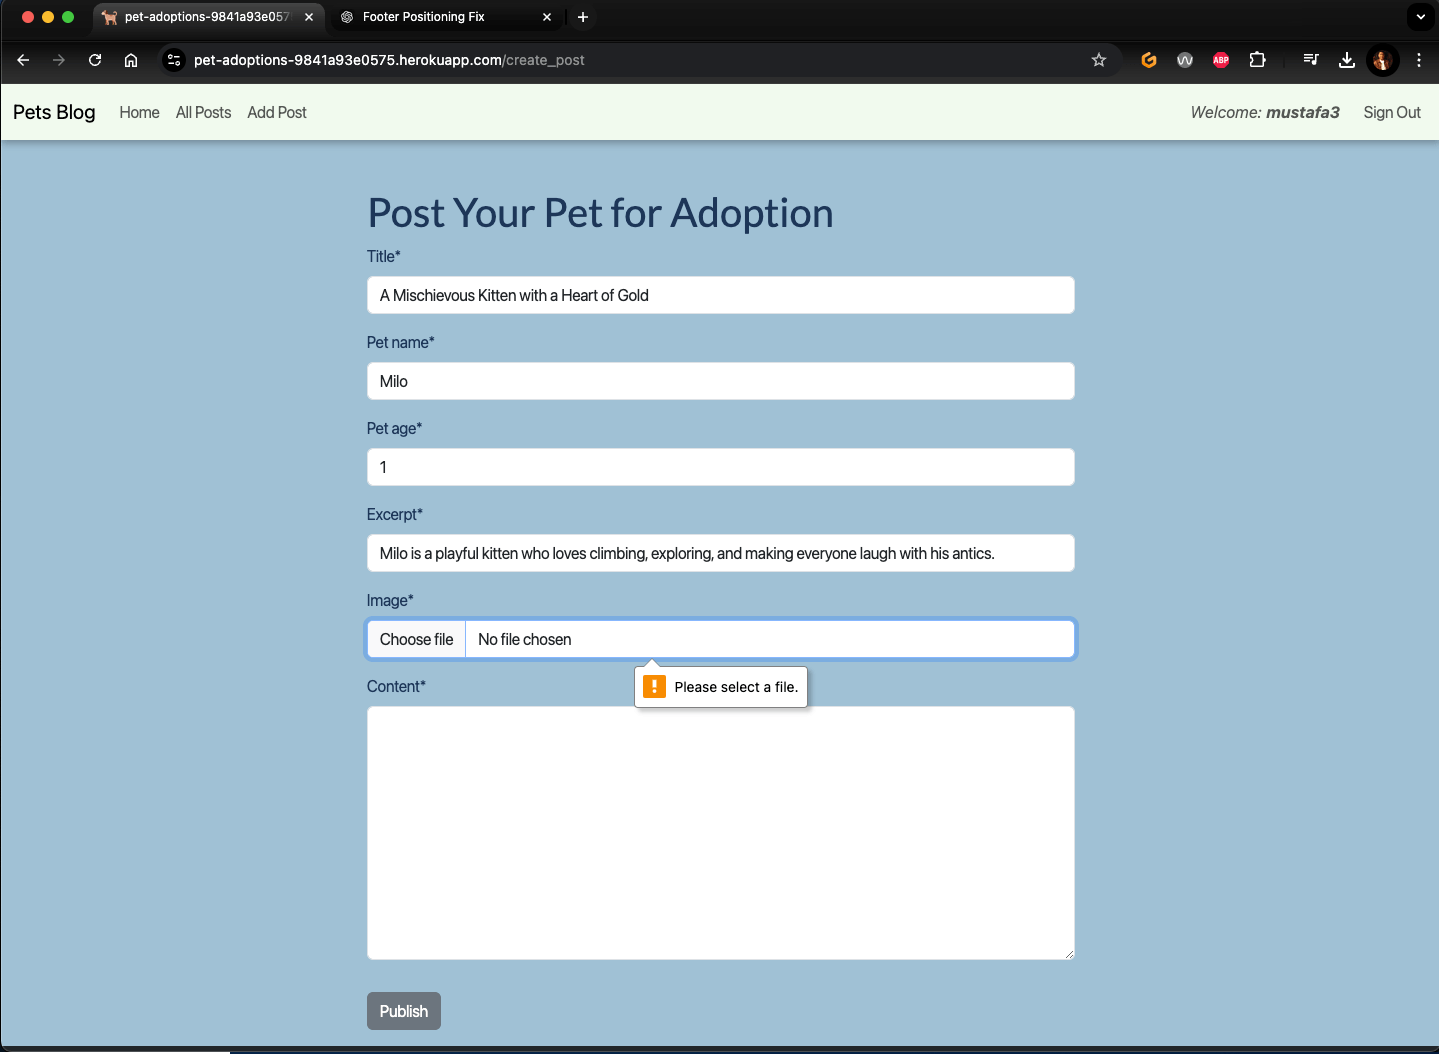 pet-adoptions-9841a93e057
Footer Positioning Fix
pet-adoptions-9841a93e0575.herokuapp.com/create_post
ABP
Pets Blog Home All Posts Add Post Welcome: mustafa3 Sign Out
Post Your Pet for Adoption
Title*
A Mischievous Kitten with a Heart of Gold
Pet name*
Milo
Pet age*
1
Excerpt*
Milo is a playful kitten who loves climbing, exploring, and making everyone laugh with his antics.
Image*
Choose file No file chosen
Please select a file.
Content*
Publish